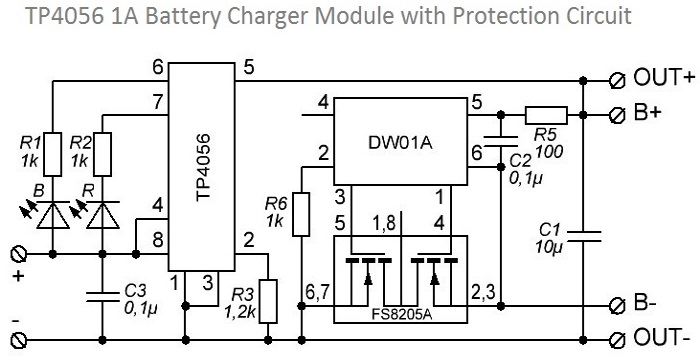 TP4056 1A Battery Charger Module with Protection Circuit
6 5 OUT+
7 4 5 B+
R1 1k R2 1k TP4056 DW01A R5 100
2 6 C2 0,1µ
B R 3 1
4 R6 1k 5 1,8 4 C1 10µ
8 2
+ 6,7 2,3 B-
C3 0,1µ 1 3 R3 1,2k FS8205A
- OUT-